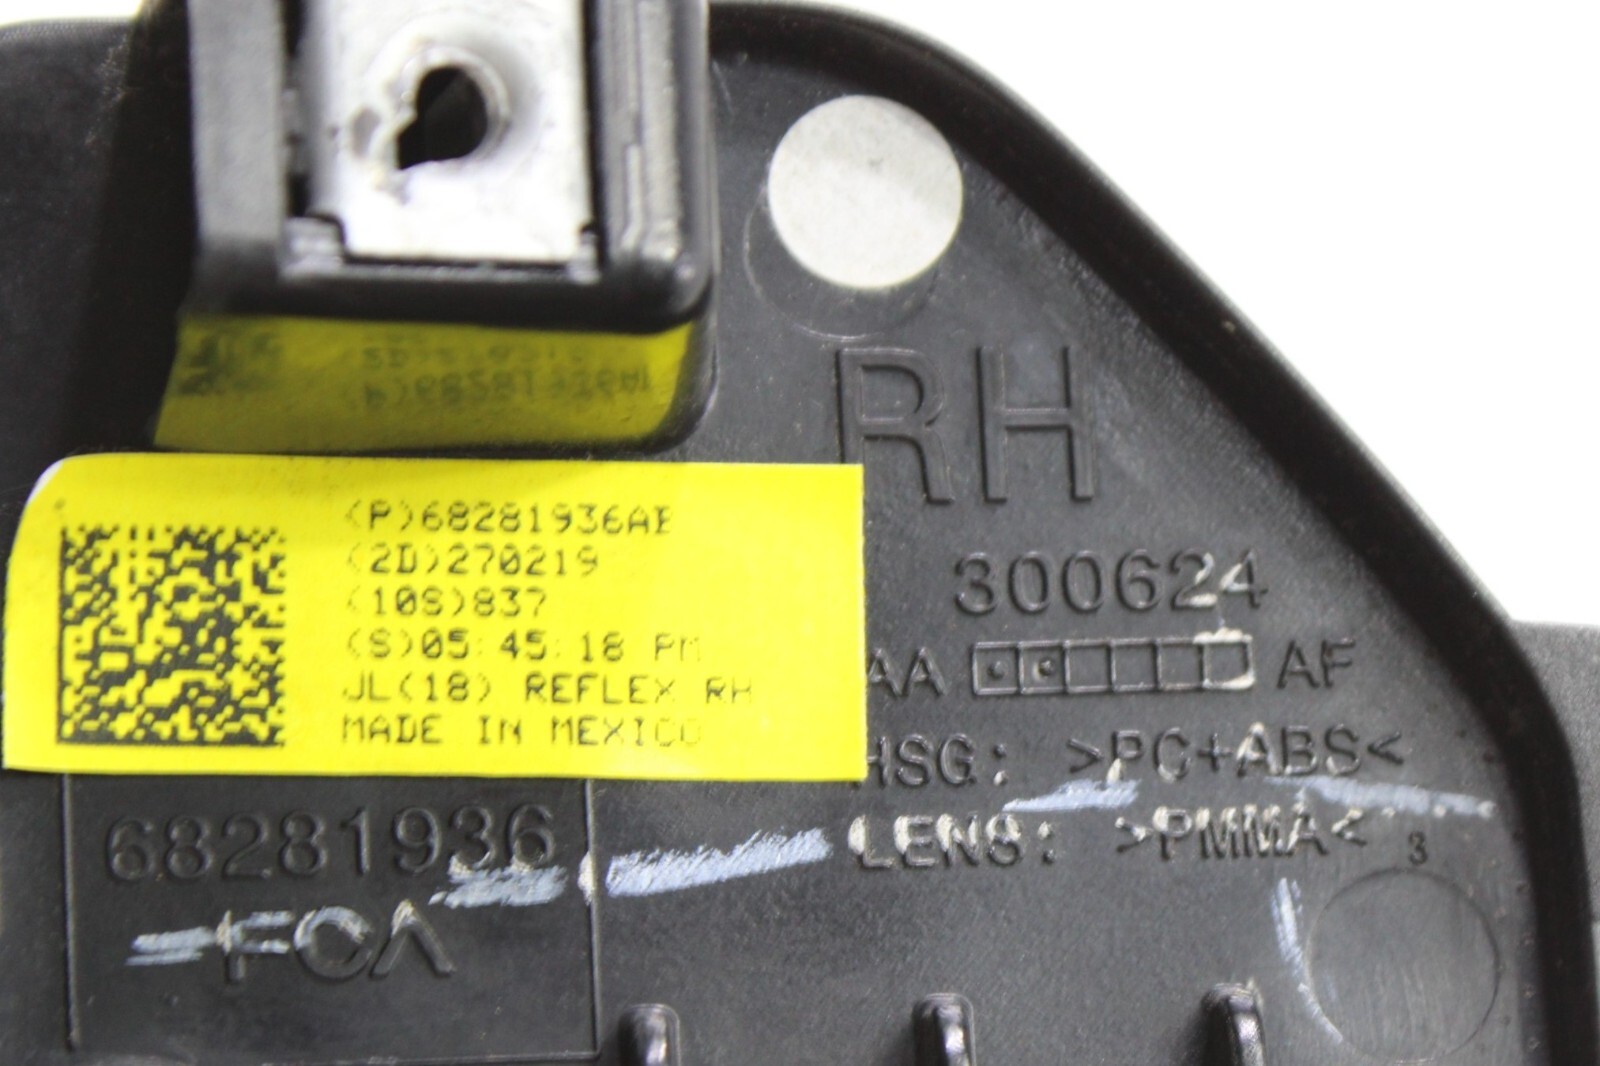 RH
(P)68281936AB
(2D)270219
(10S)837
(S)05:45:18 PM
JL(18) REFLEX RH
MADE IN MEXICO
300624
AA AF
HSG: >PC+ABS<
LENS: >PMMA<
3
68281936
FCA